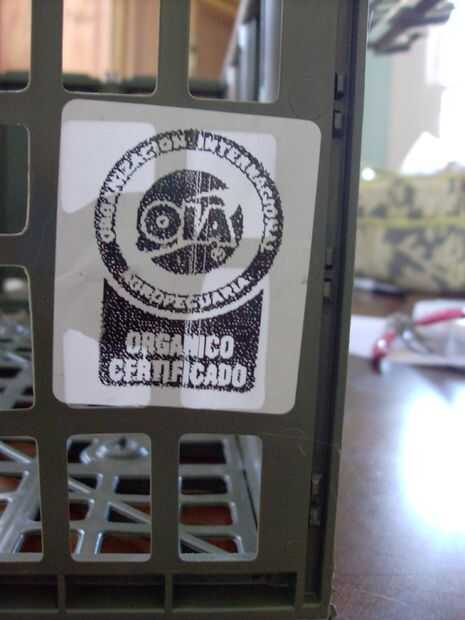 ORGANIZACION INTERNACIONAL
OIA
®
AGROPECUARIA
ORGANICO
CERTIFICADO